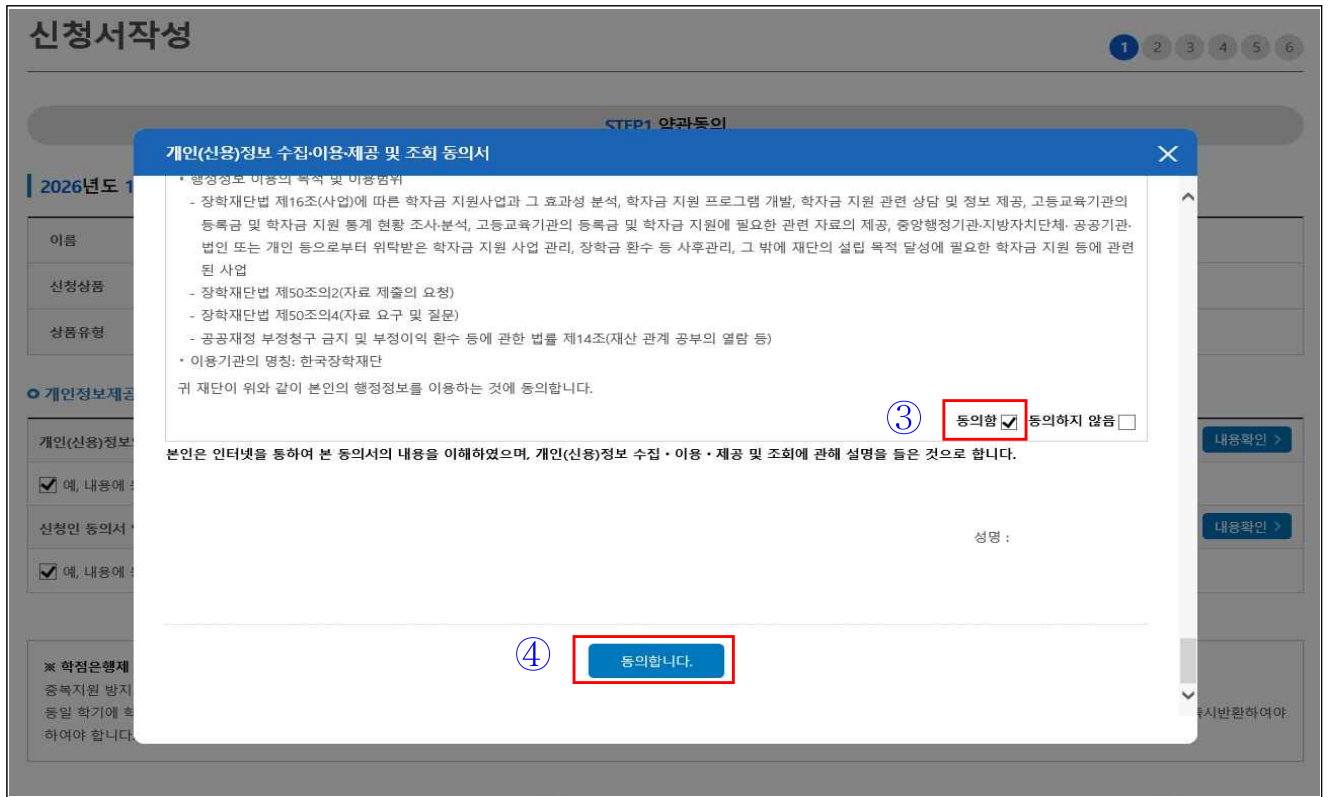 신청서작성
1 2 3 4 5 6
STEP1 약관동의
개인(신용)정보 수집·이용·제공 및 조회 동의서
2026년도 1
이름
신청상품
상품유형
개인정보제공
개인(신용)정보
내용확인 >
예, 내용에
신청인 동의서
내용확인 >
예, 내용에
* 행정정보 이용의 목적 및 이용범위
- 장학재단법 제16조(사업)에 따른 학자금 지원사업과 그 효과성 분석, 학자금 지원 프로그램 개발, 학자금 지원 관련 상담 및 정보 제공, 고등교육기관의
등록금 및 학자금 지원 통계 현황 조사·분석, 고등교육기관의 등록금 및 학자금 지원에 필요한 관련 자료의 제공, 중앙행정기관·지방자치단체· 공공기관·
법인 또는 개인 등으로부터 위탁받은 학자금 지원 사업 관리, 장학금 환수 등 사후관리, 그 밖에 재단의 설립 목적 달성에 필요한 학자금 지원 등에 관련
된 사업
- 장학재단법 제50조의2(자료 제출의 요청)
- 장학재단법 제50조의4(자료 요구 및 질문)
- 공공재정 부정청구 금지 및 부정이익 환수 등에 관한 법률 제14조(재산 관계 공부의 열람 등)
* 이용기관의 명칭: 한국장학재단
귀 재단이 위와 같이 본인의 행정정보를 이용하는 것에 동의합니다.
③ 동의함 동의하지 않음
본인은 인터넷을 통하여 본 동의서의 내용을 이해하였으며, 개인(신용)정보 수집・이용・제공 및 조회에 관해 설명을 들은 것으로 합니다.
성명 :
④ 동의합니다.
※ 학점은행제
중복지원 방지
동일 학기에
즉시반환하여야
하여야 합니다.